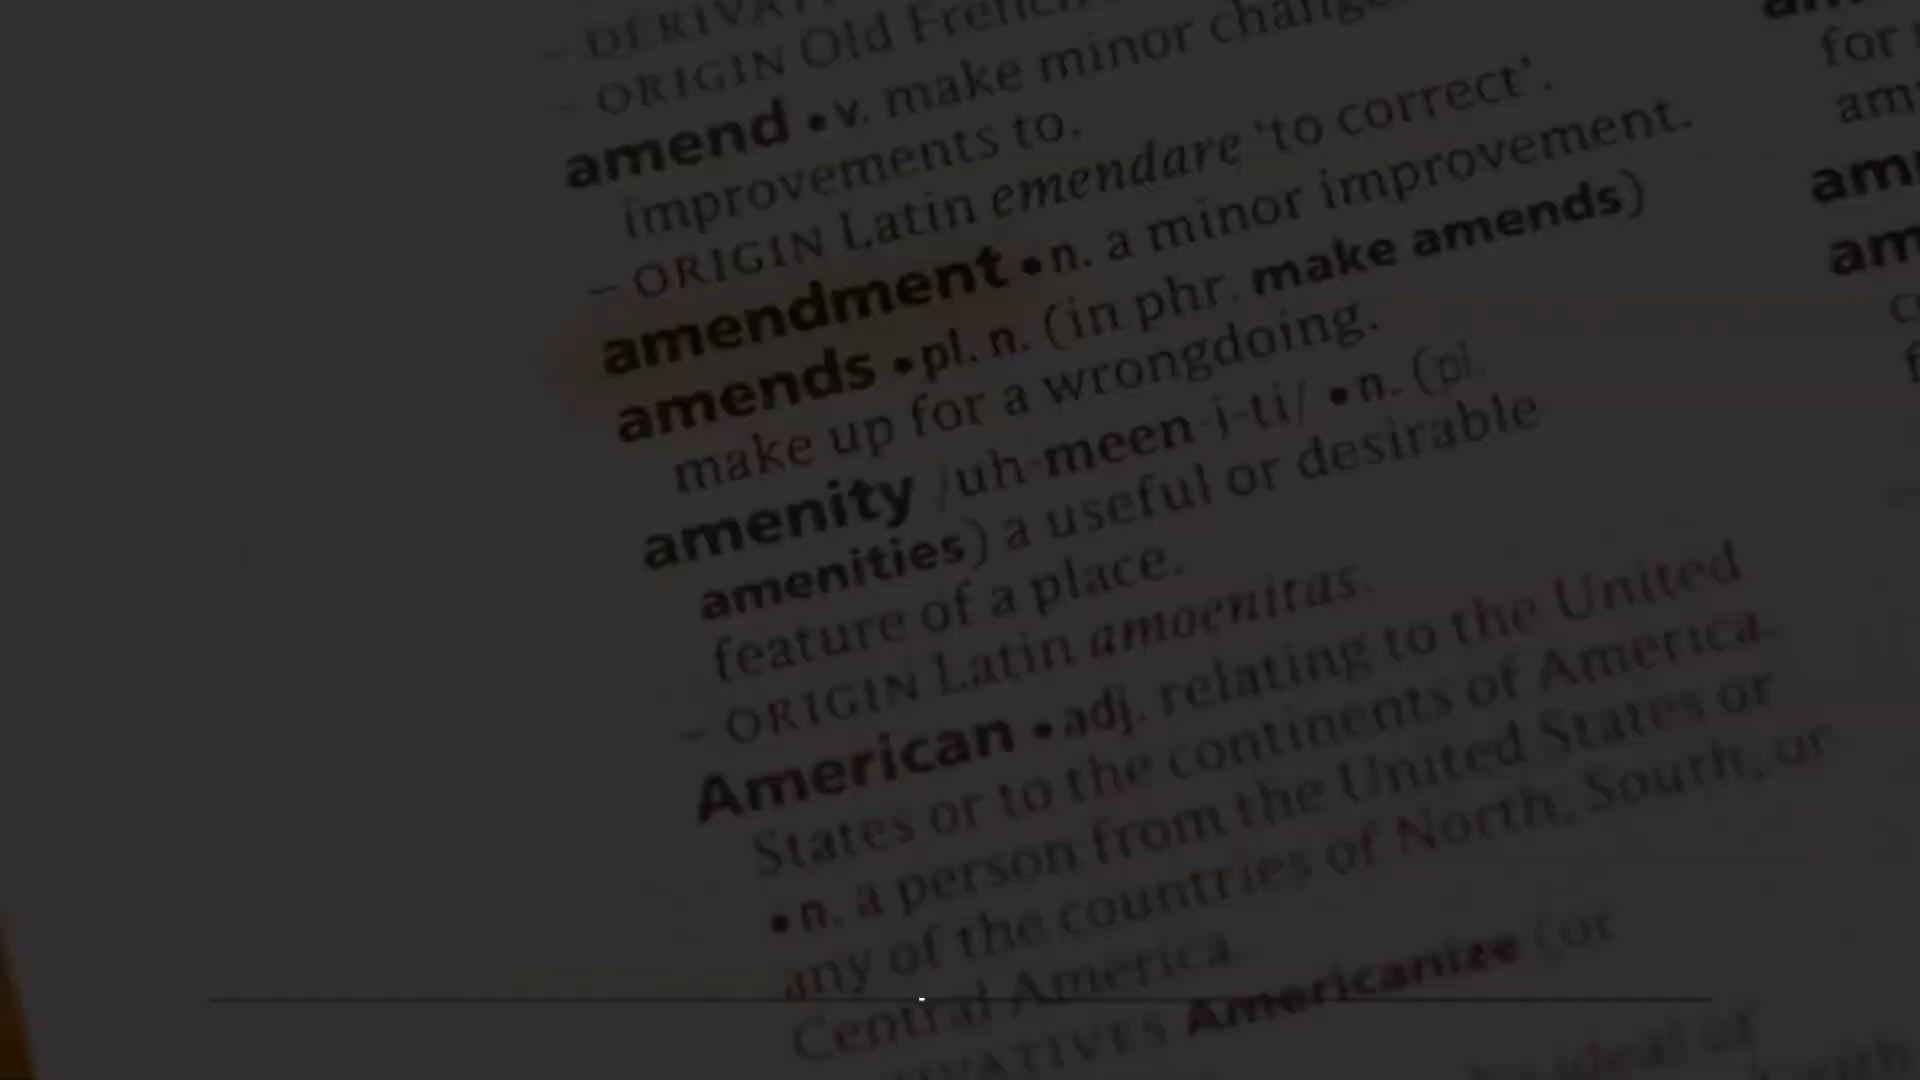 – ORIGIN Old French
amend • v. make minor
improvements to.
– ORIGIN Latin emendare ‘to correct’.
amendment • n. a minor improvement.
amends • pl. n. (in phr. make amends)
make up for a wrongdoing.
amenity /uh-meen-i-ti/ • n. (pl.
amenities) a useful or desirable
feature of a place.
– ORIGIN Latin amoenitas.
American • adj. relating to the United
States or to the continents of America.
• n. a person from the United States or
any of the countries of North, South, or
Central America.
Americanize (or
ideal of
for